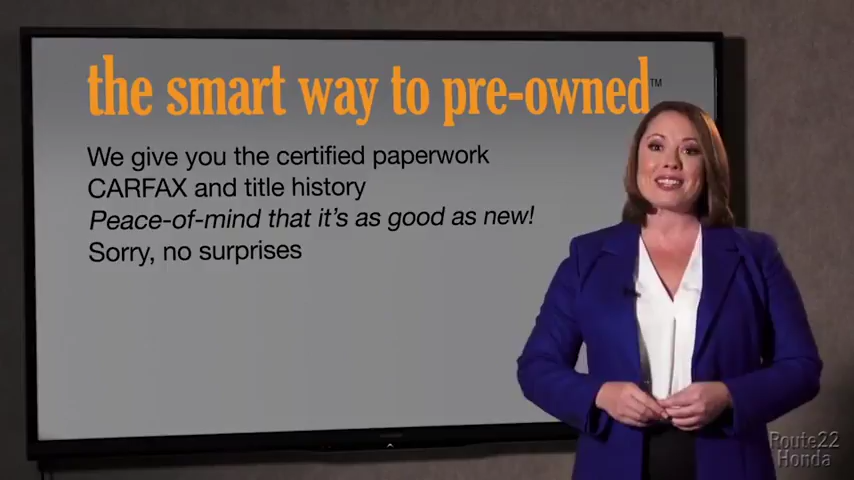 the smart way to pre-owned™
We give you the certified paperwork
CARFAX and title history
Peace-of-mind that it's as good as new!
Sorry, no surprises
Route22
Honda